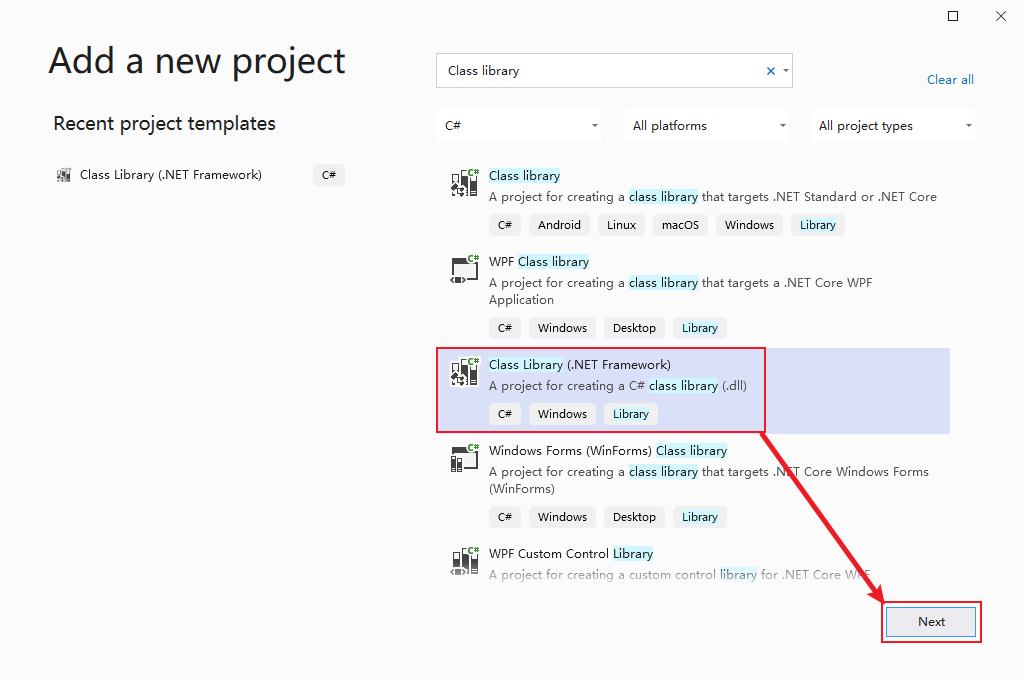 Add a new project
Recent project templates
Class Library (.NET Framework) C#
Class library
Clear all
C# All platforms All project types
Class library
A project for creating a class library that targets .NET Standard or .NET Core
C# Android Linux macOS Windows Library
WPF Class library
A project for creating a class library that targets a .NET Core WPF
Application
C# Windows Desktop Library
Class Library (.NET Framework)
A project for creating a C# class library (.dll)
C# Windows Library
Windows Forms (WinForms) Class library
A project for creating a class library that targets .NET Core Windows Forms
(WinForms)
C# Windows Desktop Library
WPF Custom Control Library
A project for creating a custom control library for .NET Core WPF
Next